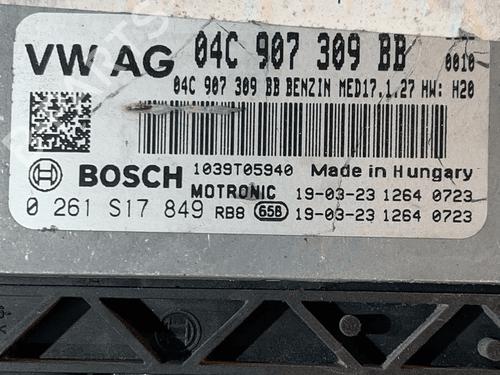 VW AG 04C 907 309 BB 0010
04C 907 309 BB BENZIN MED17.1.27 HW: H20
1039T05940 Made in Hungary
BOSCH
MOTRONIC 19-03-23 1264 0723
0 261 S17 849 RB8 658 19-03-23 1264 0723